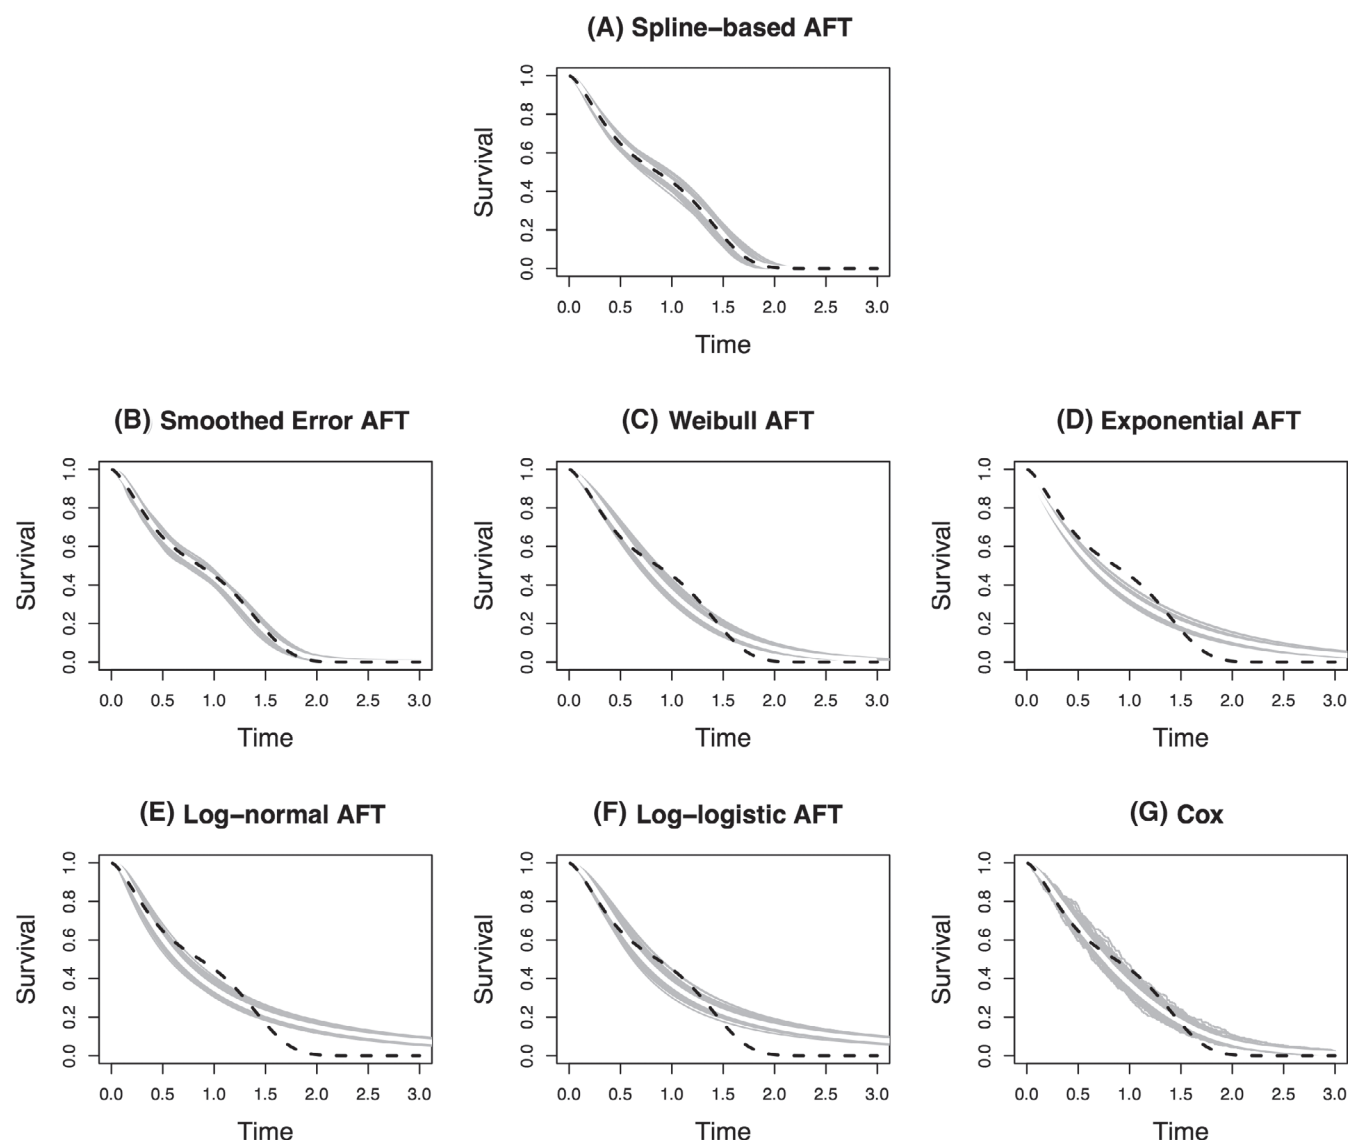 (A) Spline–based AFT
Survival
0.0 0.2 0.4 0.6 0.8 1.0
0.0 0.5 1.0 1.5 2.0 2.5 3.0
Time
(B) Smoothed Error AFT
Survival
0.0 0.2 0.4 0.6 0.8 1.0
0.0 0.5 1.0 1.5 2.0 2.5 3.0
Time
(C) Weibull AFT
Survival
0.0 0.2 0.4 0.6 0.8 1.0
0.0 0.5 1.0 1.5 2.0 2.5 3.0
Time
(D) Exponential AFT
Survival
0.0 0.2 0.4 0.6 0.8 1.0
0.0 0.5 1.0 1.5 2.0 2.5 3.0
Time
(E) Log–normal AFT
Survival
0.0 0.2 0.4 0.6 0.8 1.0
0.0 0.5 1.0 1.5 2.0 2.5 3.0
Time
(F) Log–logistic AFT
Survival
0.0 0.2 0.4 0.6 0.8 1.0
0.0 0.5 1.0 1.5 2.0 2.5 3.0
Time
(G) Cox
Survival
0.0 0.2 0.4 0.6 0.8 1.0
0.0 0.5 1.0 1.5 2.0 2.5 3.0
Time